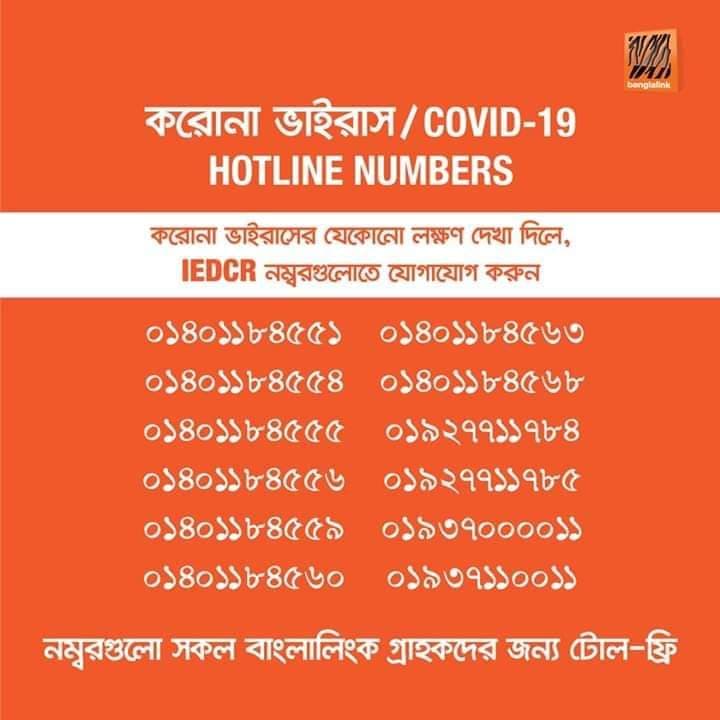 banglalink
করোনা ভাইরাস/COVID-19
HOTLINE NUMBERS
করোনা ভাইরাসের যেকোনো লক্ষণ দেখা দিলে,
IEDCR নম্বরগুলোতে যোগাযোগ করুন
০১৪০১১৮৪৫৫১ ০১৪০১১৮৪৫৬৩
০১৪০১১৮৪৫৫৪ ০১৪০১১৮৪৫৬৮
০১৪০১১৮৪৫৫৫ ০১৯২৭৭১১৭৮৪
০১৪০১১৮৪৫৫৬ ০১৯২৭৭১১৭৮৫
০১৪০১১৮৪৫৫৯ ০১৯৩৭০০০০১১
০১৪০১১৮৪৫৬০ ০১৯৩৭১১০০১১
নম্বরগুলো সকল বাংলালিংক গ্রাহকদের জন্য টোল-ফ্রি